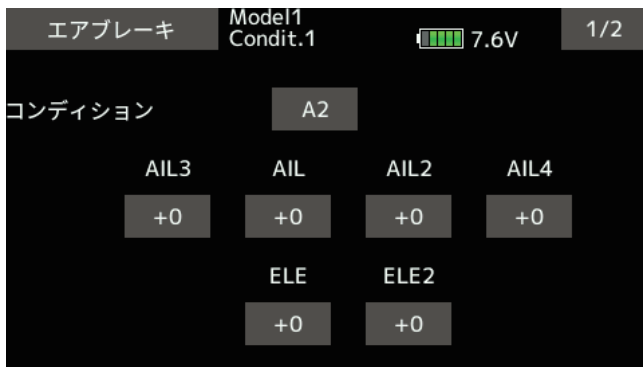 エアブレーキ Model1 Condit.1 7.6V 1/2
コンディション A2
AIL3 AIL AIL2 AIL4
+0 +0 +0 +0
ELE ELE2
+0 +0